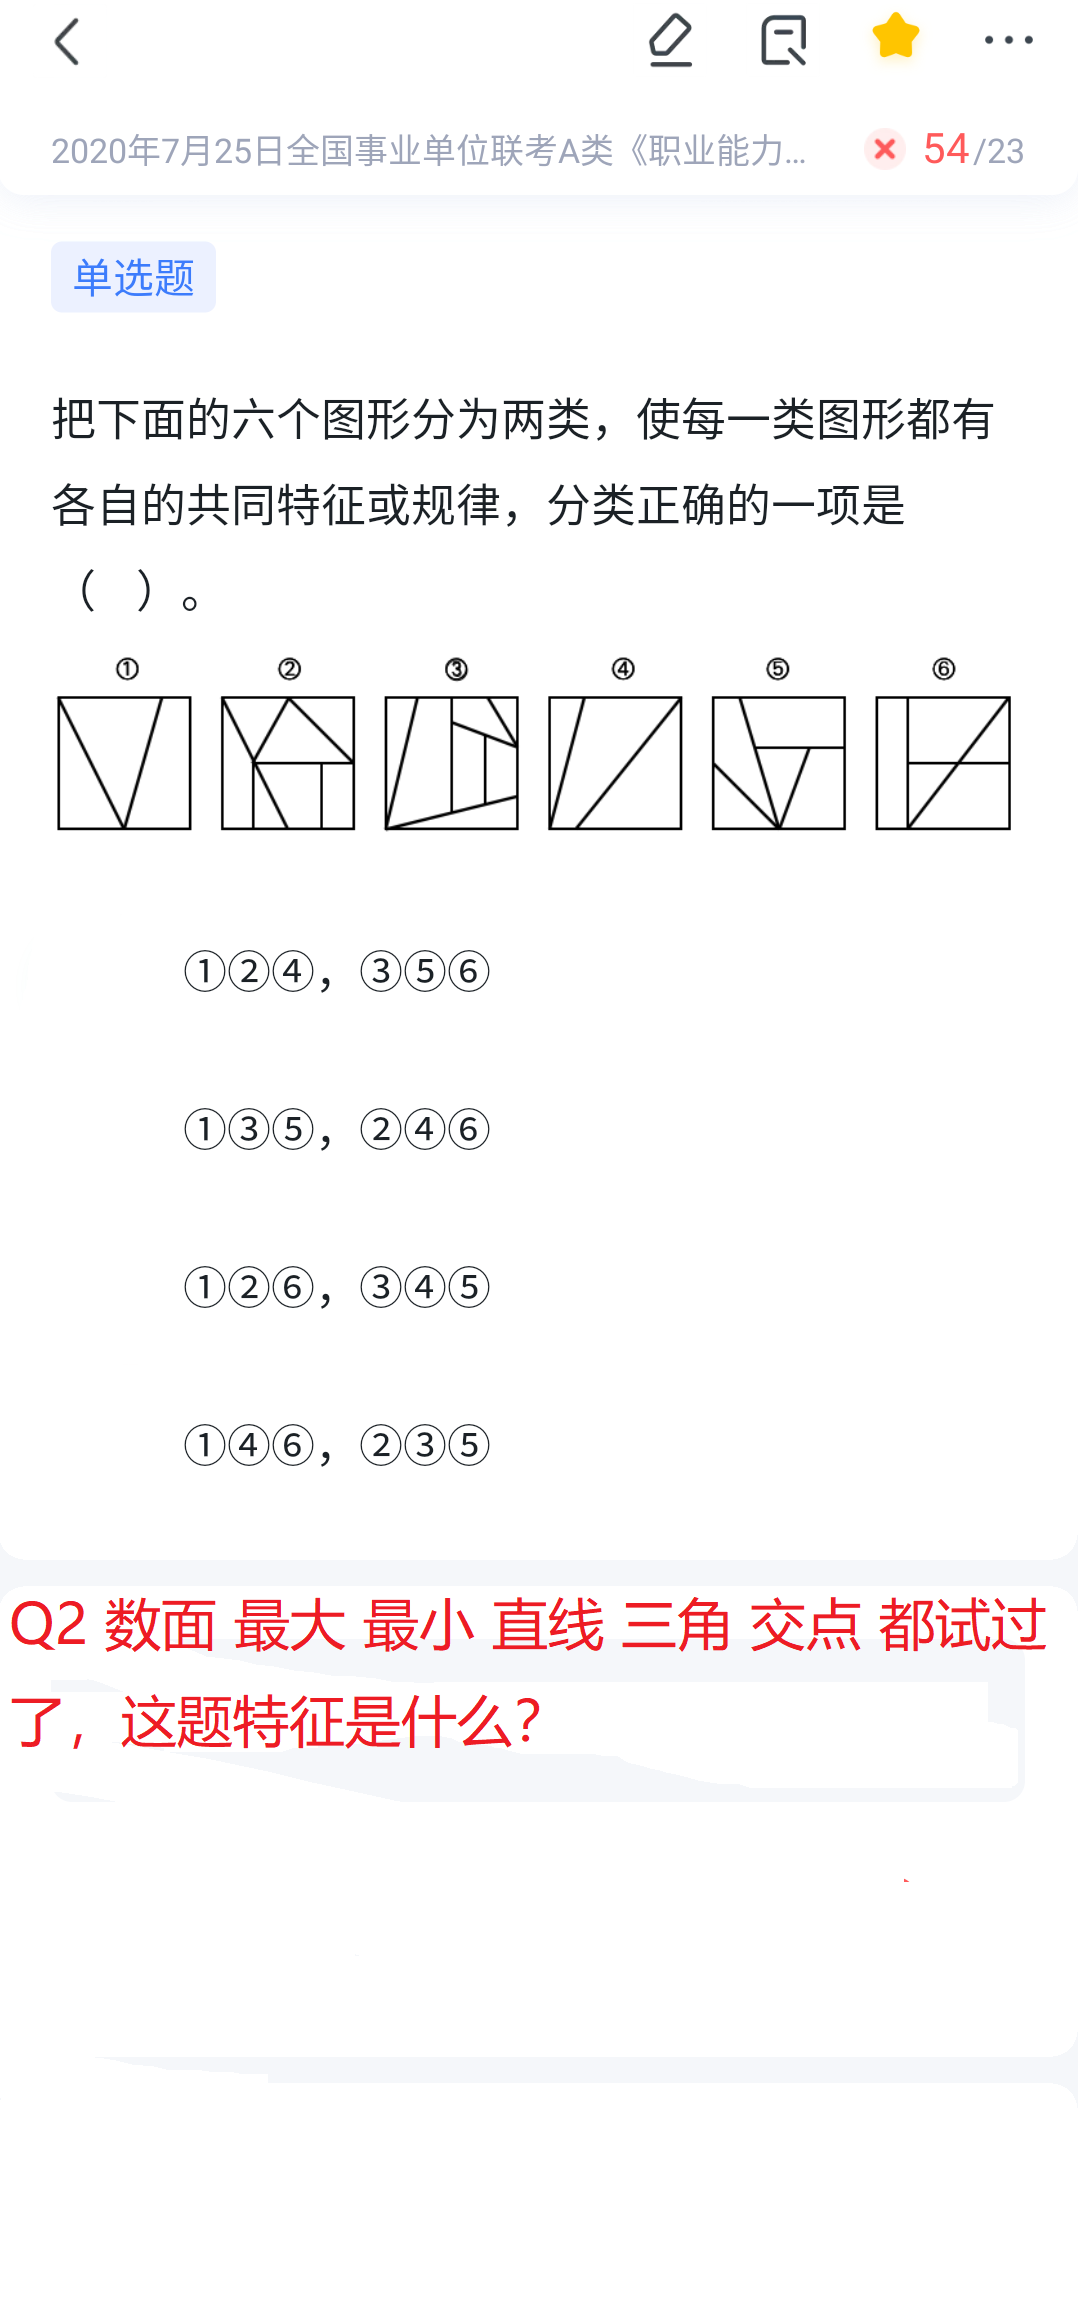 2020年7月25日全国事业单位联考A类《职业能力... 54/23
单选题
把下面的六个图形分为两类，使每一类图形都有
各自的共同特征或规律，分类正确的一项是
（ ）。
① ② ③ ④ ⑤ ⑥
①②④，③⑤⑥
①③⑤，②④⑥
①②⑥，③④⑤
①④⑥，②③⑤
Q2 数面 最大 最小 直线 三角 交点 都试过
了，这题特征是什么？